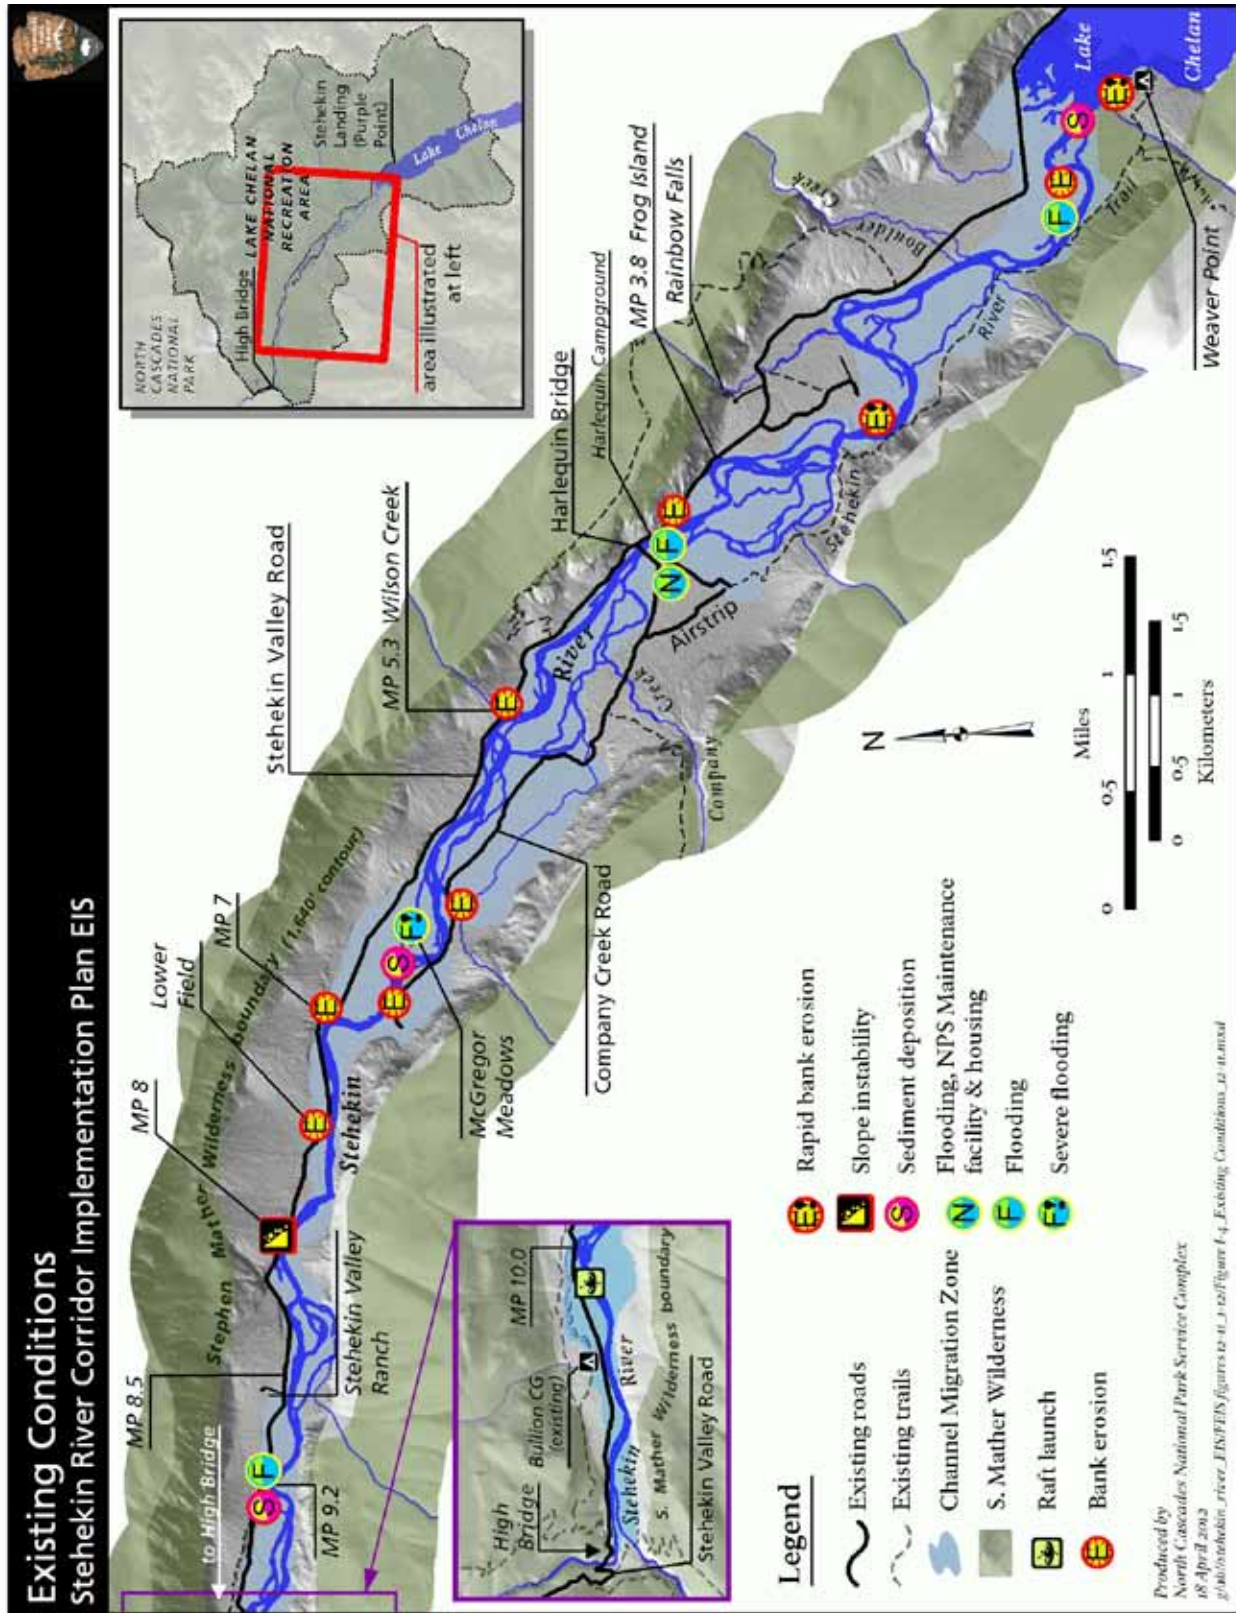 Existing Conditions
Stehekin River Corridor Implementation Plan EIS
to High Bridge
MP 9.2
MP 8.5
Stehekin Valley
Ranch
MP 8
Lower
Field
MP 7
Stephen Mather Wilderness boundary (1,640' contour)
Stehekin
McGregor
Meadows
Company Creek Road
Stehekin Valley Road
MP 5.3 Wilson Creek
River
Company
Creek
Airstrip
Harlequin Bridge
Harlequin Campground
MP 3.8 Frog Island
Rainbow Falls
Boulder
Creek
Stehekin
River
Trail
Weaver Point
Lake
Chelan
S
F
E
E
E
S
F
E
E
N
F
E
E
F
E
S
E
NORTH
CASCADES
NATIONAL
PARK
High Bridge
LAKE CHELAN
NATIONAL
RECREATION
AREA
Stehekin
Landing
(Purple
Point)
Lake Chelan
area illustrated
at left
High
Bridge
Bullion CG
(existing)
MP 10.0
Stehekin
River
S. Mather Wilderness boundary
Stehekin Valley Road
Legend
Existing roads
Existing trails
Channel Migration Zone
S. Mather Wilderness
Raft launch
E
Bank erosion
E
Rapid bank erosion
Slope instability
S
Sediment deposition
N
Flooding, NPS Maintenance
facility & housing
F
Flooding
F
Severe flooding
N
Miles
0 0.5 1 1.5
0 0.5 1 1.5
Kilometers
Produced by
North Cascades National Park Service Complex
18 April 2012